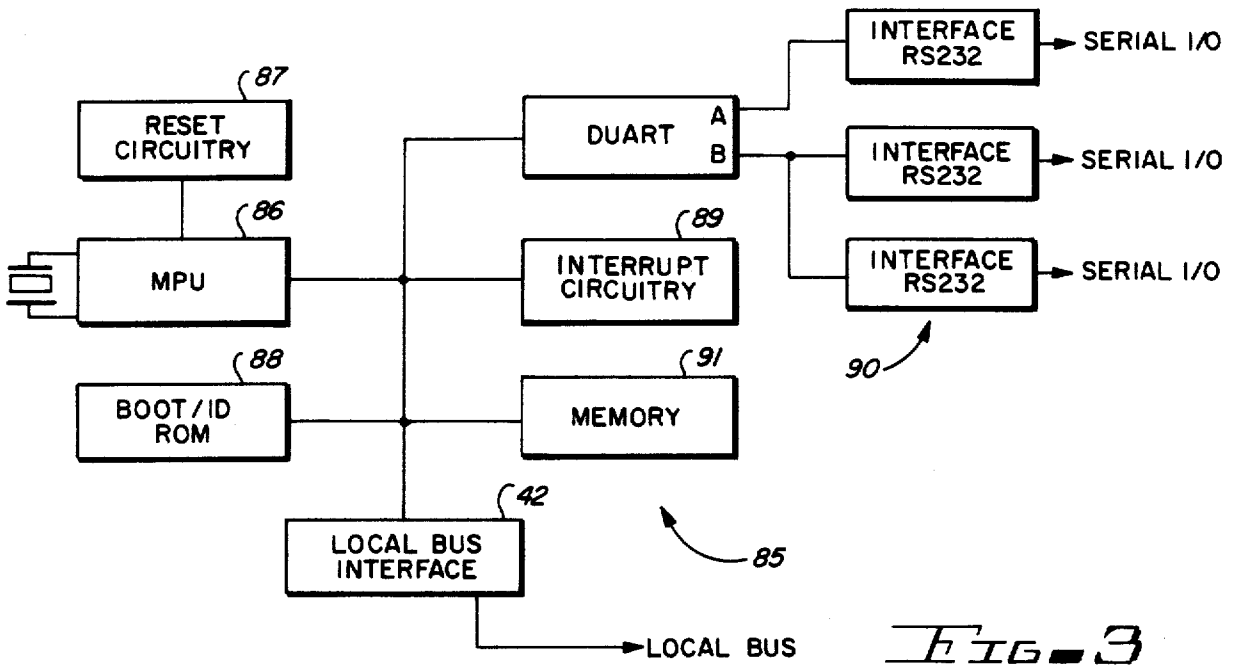 INTERFACE
RS232
SERIAL I/O
87
RESET
CIRCUITRY
DUART
A
B
INTERFACE
RS232
SERIAL I/O
86
MPU
89
INTERRUPT
CIRCUITRY
INTERFACE
RS232
SERIAL I/O
90
88
BOOT/ID
ROM
91
MEMORY
42
LOCAL BUS
INTERFACE
85
LOCAL BUS
FIG-3